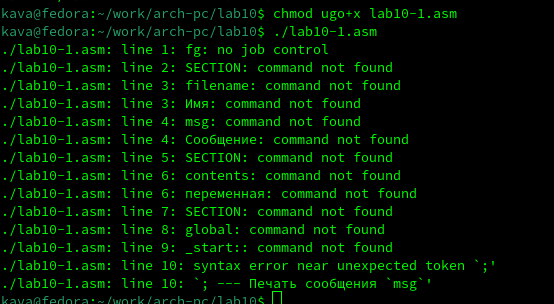 kava@fedora:~/work/arch-pc/lab10$ chmod ugo+x lab10-1.asm
kava@fedora:~/work/arch-pc/lab10$ ./lab10-1.asm
./lab10-1.asm: line 1: fg: no job control
./lab10-1.asm: line 2: SECTION: command not found
./lab10-1.asm: line 3: filename: command not found
./lab10-1.asm: line 3: Имя: command not found
./lab10-1.asm: line 4: msg: command not found
./lab10-1.asm: line 4: Сообщение: command not found
./lab10-1.asm: line 5: SECTION: command not found
./lab10-1.asm: line 6: contents: command not found
./lab10-1.asm: line 6: переменная: command not found
./lab10-1.asm: line 7: SECTION: command not found
./lab10-1.asm: line 8: global: command not found
./lab10-1.asm: line 9: _start:: command not found
./lab10-1.asm: line 10: syntax error near unexpected token `;'
./lab10-1.asm: line 10: `; --- Печать сообщения `msg`'
kava@fedora:~/work/arch-pc/lab10$